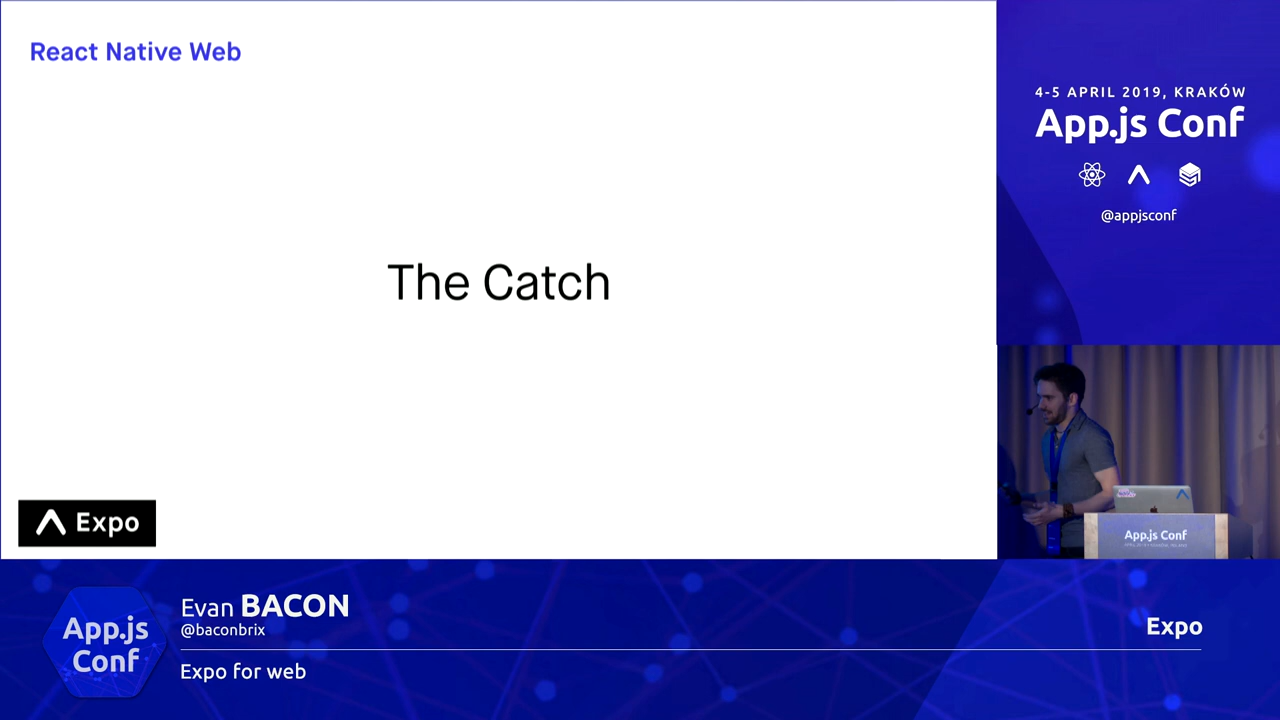 React Native Web
The Catch
Expo
4-5 APRIL 2019, KRAKÓW
App.js Conf
@appjsconf
App.js Conf
App.js
Conf
Evan BACON
@baconbrix
Expo for web
Expo